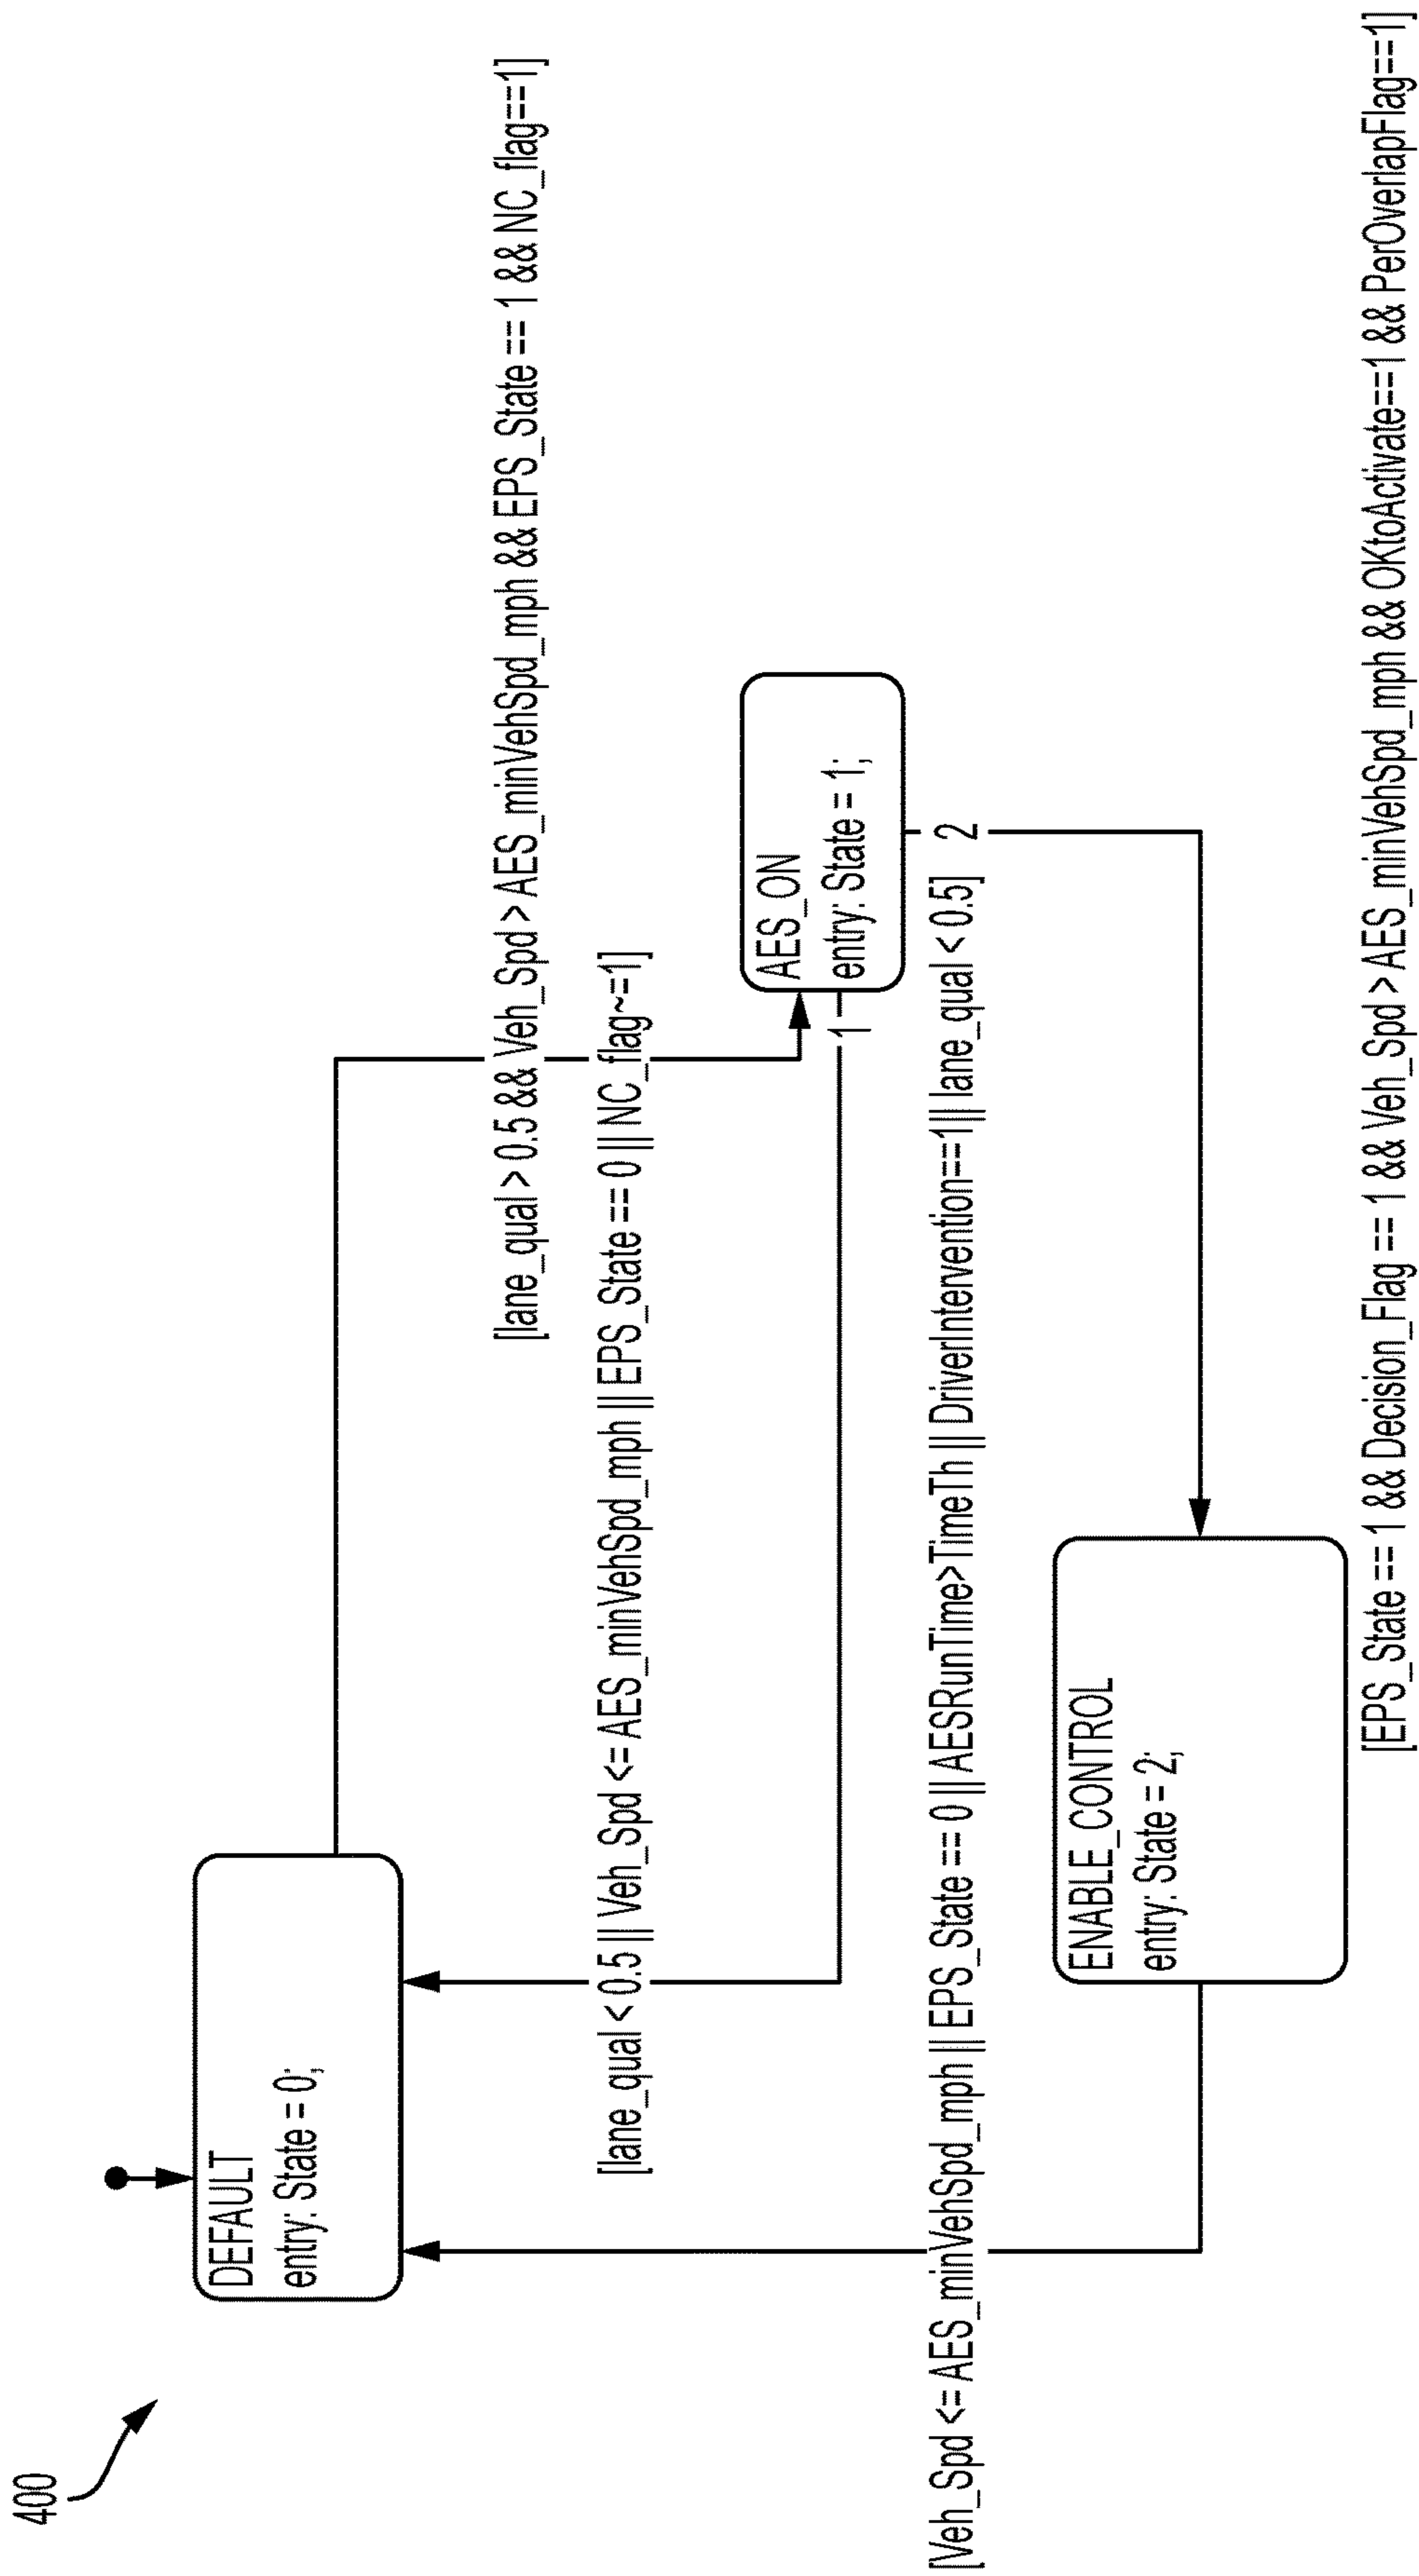 400
DEFAULT
entry: State = 0;
[lane_qual > 0.5 && Veh_Spd > AES_minVehSpd_mph && EPS_State == 1 && NC_flag==1]
[lane_qual < 0.5 || Veh_Spd <= AES_minVehSpd_mph || EPS_State == 0 || NC_flag~=1]
AES_ON
entry: State = 1;
1
2
[Veh_Spd <= AES_minVehSpd_mph || EPS_State == 0 || AESRunTime>TimeTh || DriverIntervention==1|| lane_qual < 0.5]
ENABLE_CONTROL
entry: State = 2;
[EPS_State == 1 && Decision_Flag == 1 && Veh_Spd > AES_minVehSpd_mph && OKtoActivate==1 && PerOverlapFlag==1]